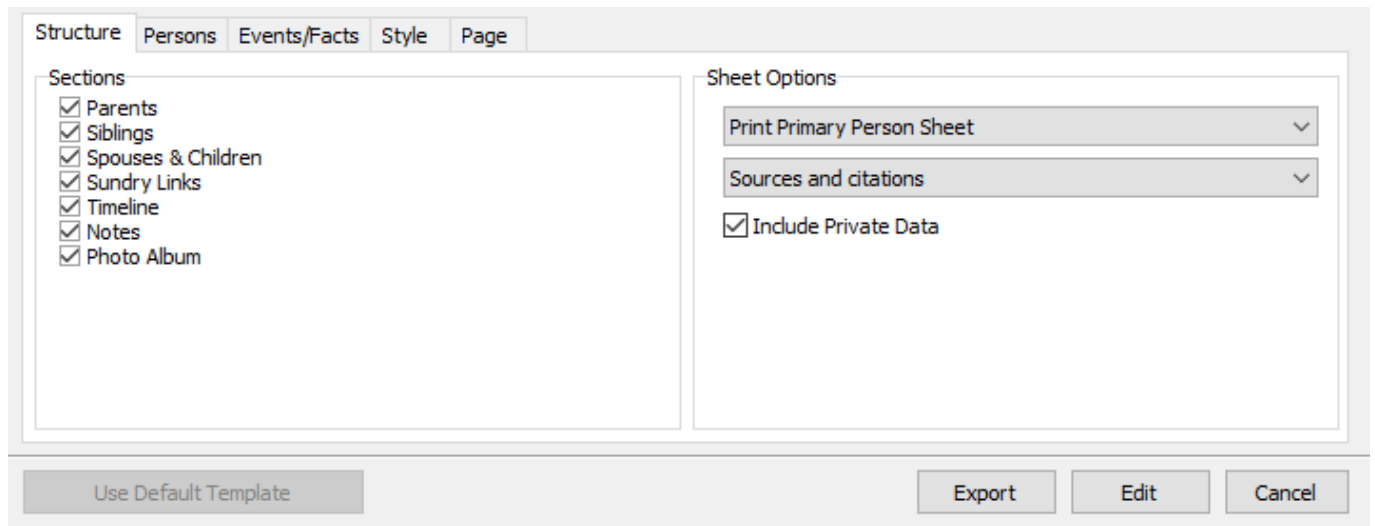 Structure Persons Events/Facts Style Page
Sections
Parents
Siblings
Spouses & Children
Sundry Links
Timeline
Notes
Photo Album
Sheet Options
Print Primary Person Sheet
Sources and citations
Include Private Data
Use Default Template Export Edit Cancel